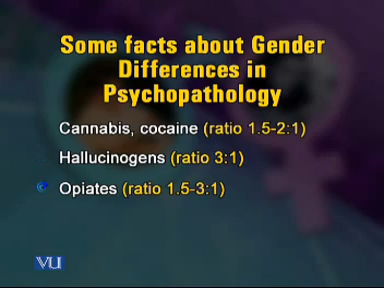 Some facts about Gender
Differences in
Psychopathology
Cannabis, cocaine (ratio 1.5-2:1)
Hallucinogens (ratio 3:1)
Opiates (ratio 1.5-3:1)
VU